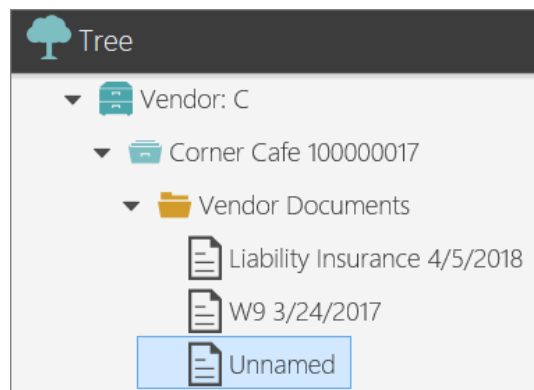 Tree
Vendor: C
Corner Cafe 100000017
Vendor Documents
Liability Insurance 4/5/2018
W9 3/24/2017
Unnamed